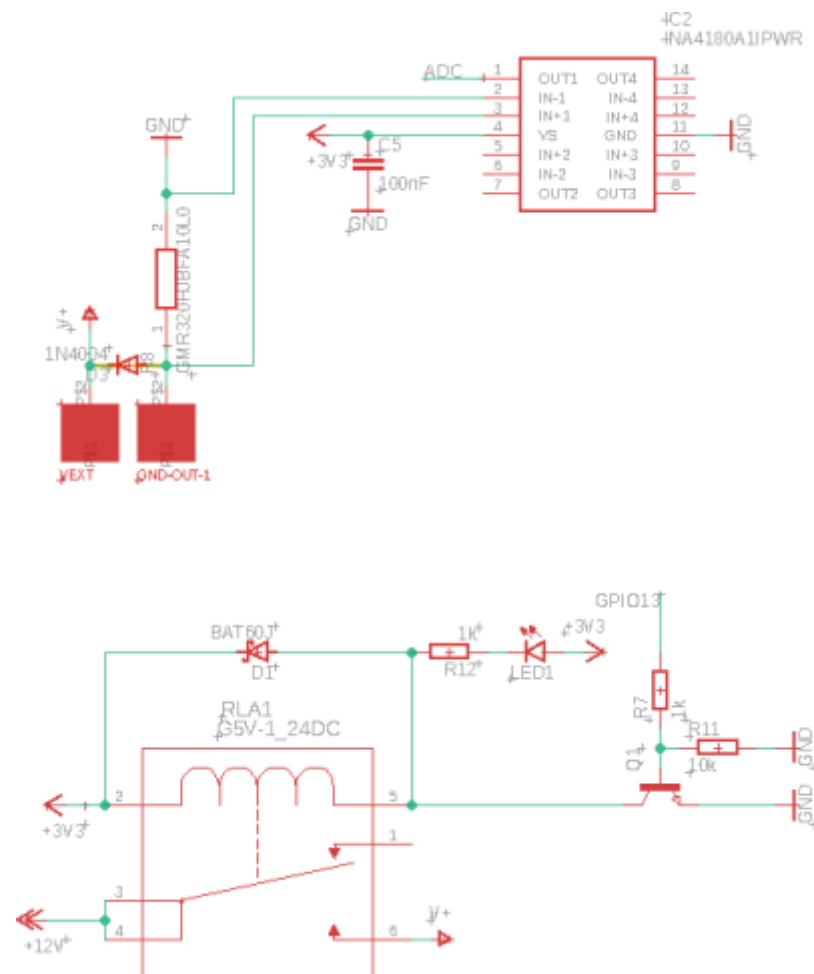 IC2
INA4180A1IPWR
ADC
1 OUT1 OUT4 14
2 IN-1 IN-4 13
3 IN+1 IN+4 12
4 VS GND 11
5 IN+2 IN+3 10
6 IN-2 IN-3 9
7 OUT2 OUT3 8
GND
GND
+3V3
C5
100nF
GND
2
GMR320HJBFA10L0
1
R8
V+
1N4004
D3
VEXT
GND-OUT-1
GPIO13
BAT60J
D1
1k
R12
LED1
+3V3
R7
1k
R11
10k
GND
Q1
GND
RLA1
G5V-1_24DC
2
5
+3V3
1
3
4
6
+12V
V+